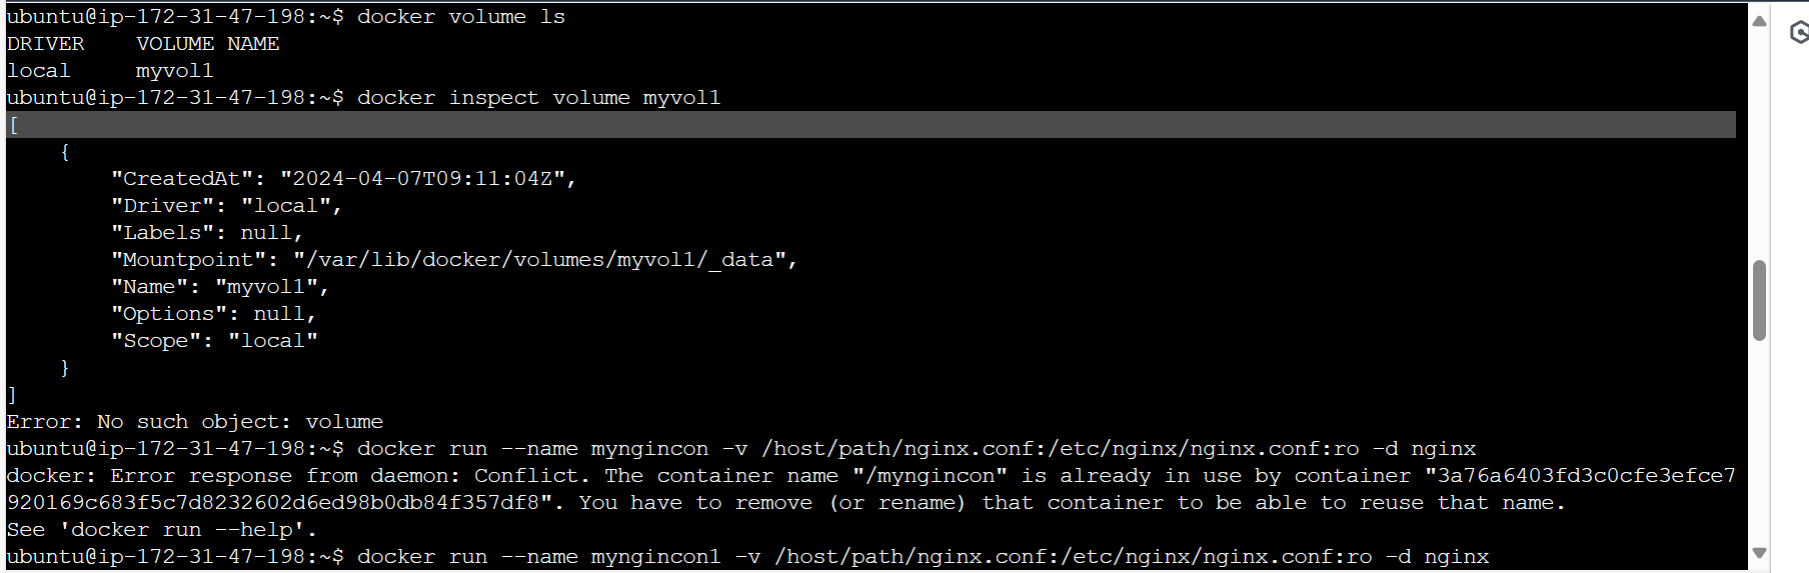 ubuntu@ip-172-31-47-198:~$ docker volume ls
DRIVER    VOLUME NAME
local     myvol1
ubuntu@ip-172-31-47-198:~$ docker inspect volume myvol1
[
    {
        "CreatedAt": "2024-04-07T09:11:04Z",
        "Driver": "local",
        "Labels": null,
        "Mountpoint": "/var/lib/docker/volumes/myvol1/_data",
        "Name": "myvol1",
        "Options": null,
        "Scope": "local"
    }
]
Error: No such object: volume
ubuntu@ip-172-31-47-198:~$ docker run --name myngincon -v /host/path/nginx.conf:/etc/nginx/nginx.conf:ro -d nginx
docker: Error response from daemon: Conflict. The container name "/myngincon" is already in use by container "3a76a6403fd3c0cfe3efce7
920169c683f5c7d8232602d6ed98b0db84f357df8". You have to remove (or rename) that container to be able to reuse that name.
See 'docker run --help'.
ubuntu@ip-172-31-47-198:~$ docker run --name myngincon1 -v /host/path/nginx.conf:/etc/nginx/nginx.conf:ro -d nginx